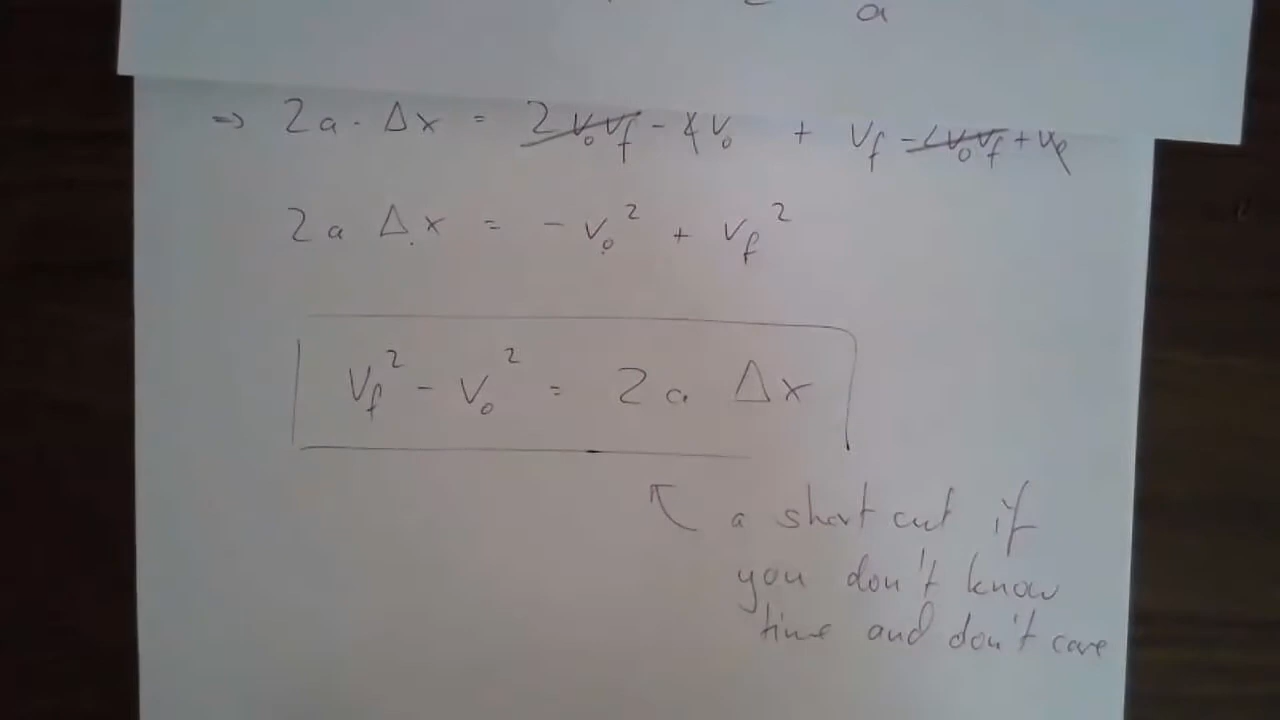 a
⇒ 2a · Δx = 2v₀v_f - 4v₀ + v_f - 2v₀v_f + v_f
2a Δx = - v₀² + v_f²
v_f² - v₀² = 2a Δx
a short cut if
you don't know
time and don't care